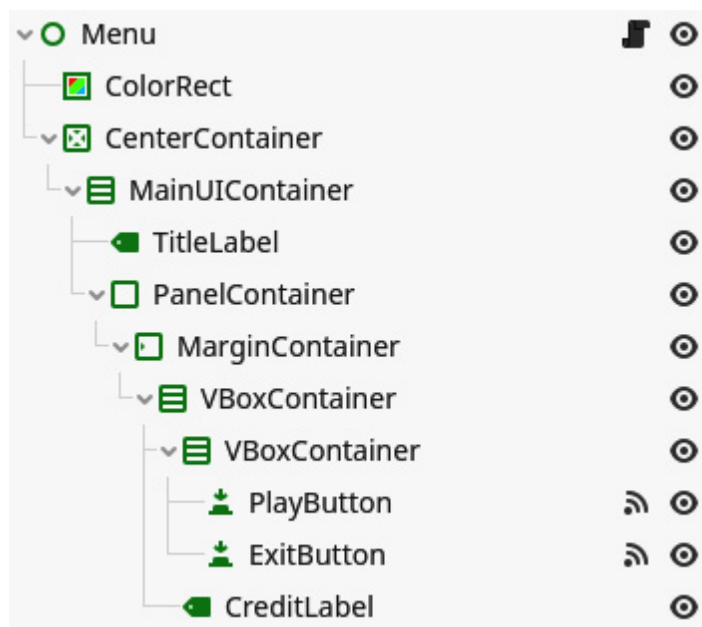 Menu
ColorRect
CenterContainer
MainUIContainer
TitleLabel
PanelContainer
MarginContainer
VBoxContainer
VBoxContainer
PlayButton
ExitButton
CreditLabel